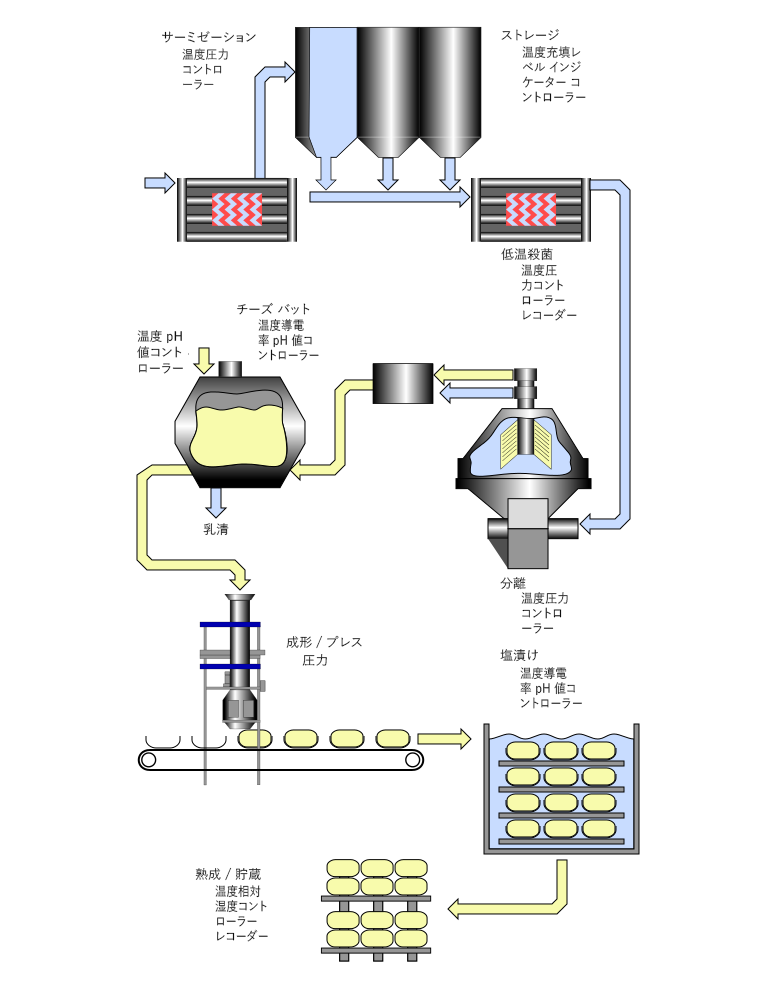 サーミゼーション
温度圧力
コントロ
ーラー
ストレージ
温度充填レ
ベル インジ
ケーター コ
ントローラー
低温殺菌
温度圧
力コント
ローラー
レコーダー
チーズ バット
温度導電
率 pH 値コ
ントローラー
温度 pH
値コント
ローラー
乳清
分離
温度圧力
コントロ
ーラー
成形 / プレス
圧力
塩漬け
温度導電
率 pH 値コ
ントローラー
熟成 / 貯蔵
温度相対
湿度コント
ローラー
レコーダー